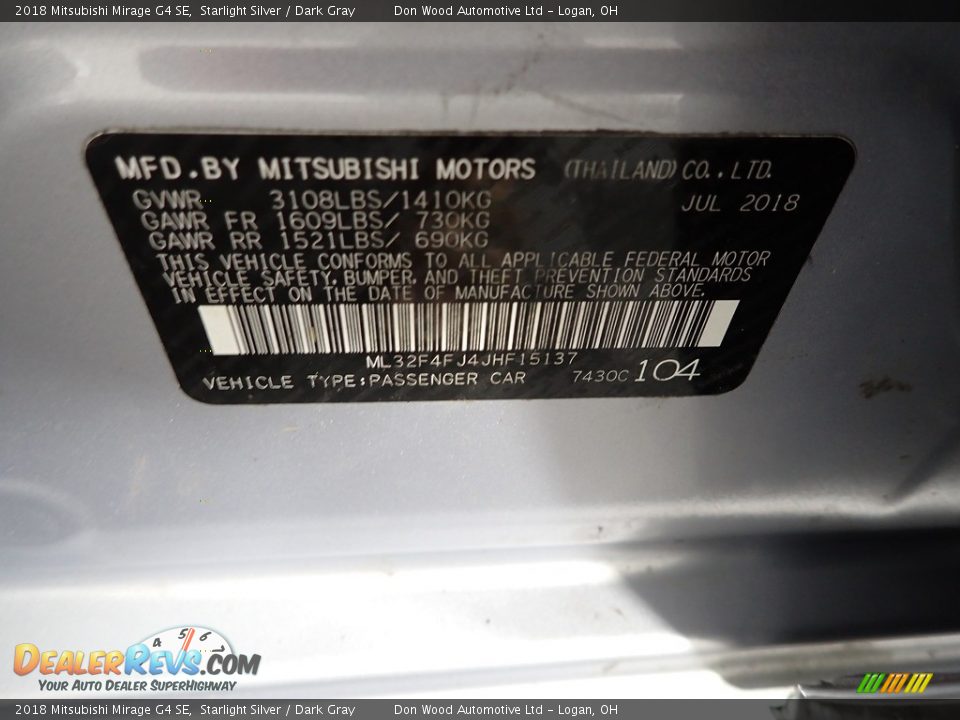 2018 Mitsubishi Mirage G4 SE, Starlight Silver / Dark Gray Don Wood Automotive Ltd - Logan, OH
MFD.BY MITSUBISHI MOTORS (THAILAND) CO., LTD.
GVWR 3108LBS/1410KG JUL 2018
GAWR FR 1609LBS/ 730KG
GAWR RR 1521LBS/ 690KG
THIS VEHICLE CONFORMS TO ALL APPLICABLE FEDERAL MOTOR
VEHICLE SAFETY, BUMPER, AND THEFT PREVENTION STANDARDS
IN EFFECT ON THE DATE OF MANUFACTURE SHOWN ABOVE.
ML32F4FJ4JHF15137
VEHICLE TYPE:PASSENGER CAR 7430C 104
4 5 6
DEALERREVS.COM
YOUR AUTO DEALER SUPERHIGHWAY
2018 Mitsubishi Mirage G4 SE, Starlight Silver / Dark Gray Don Wood Automotive Ltd - Logan, OH